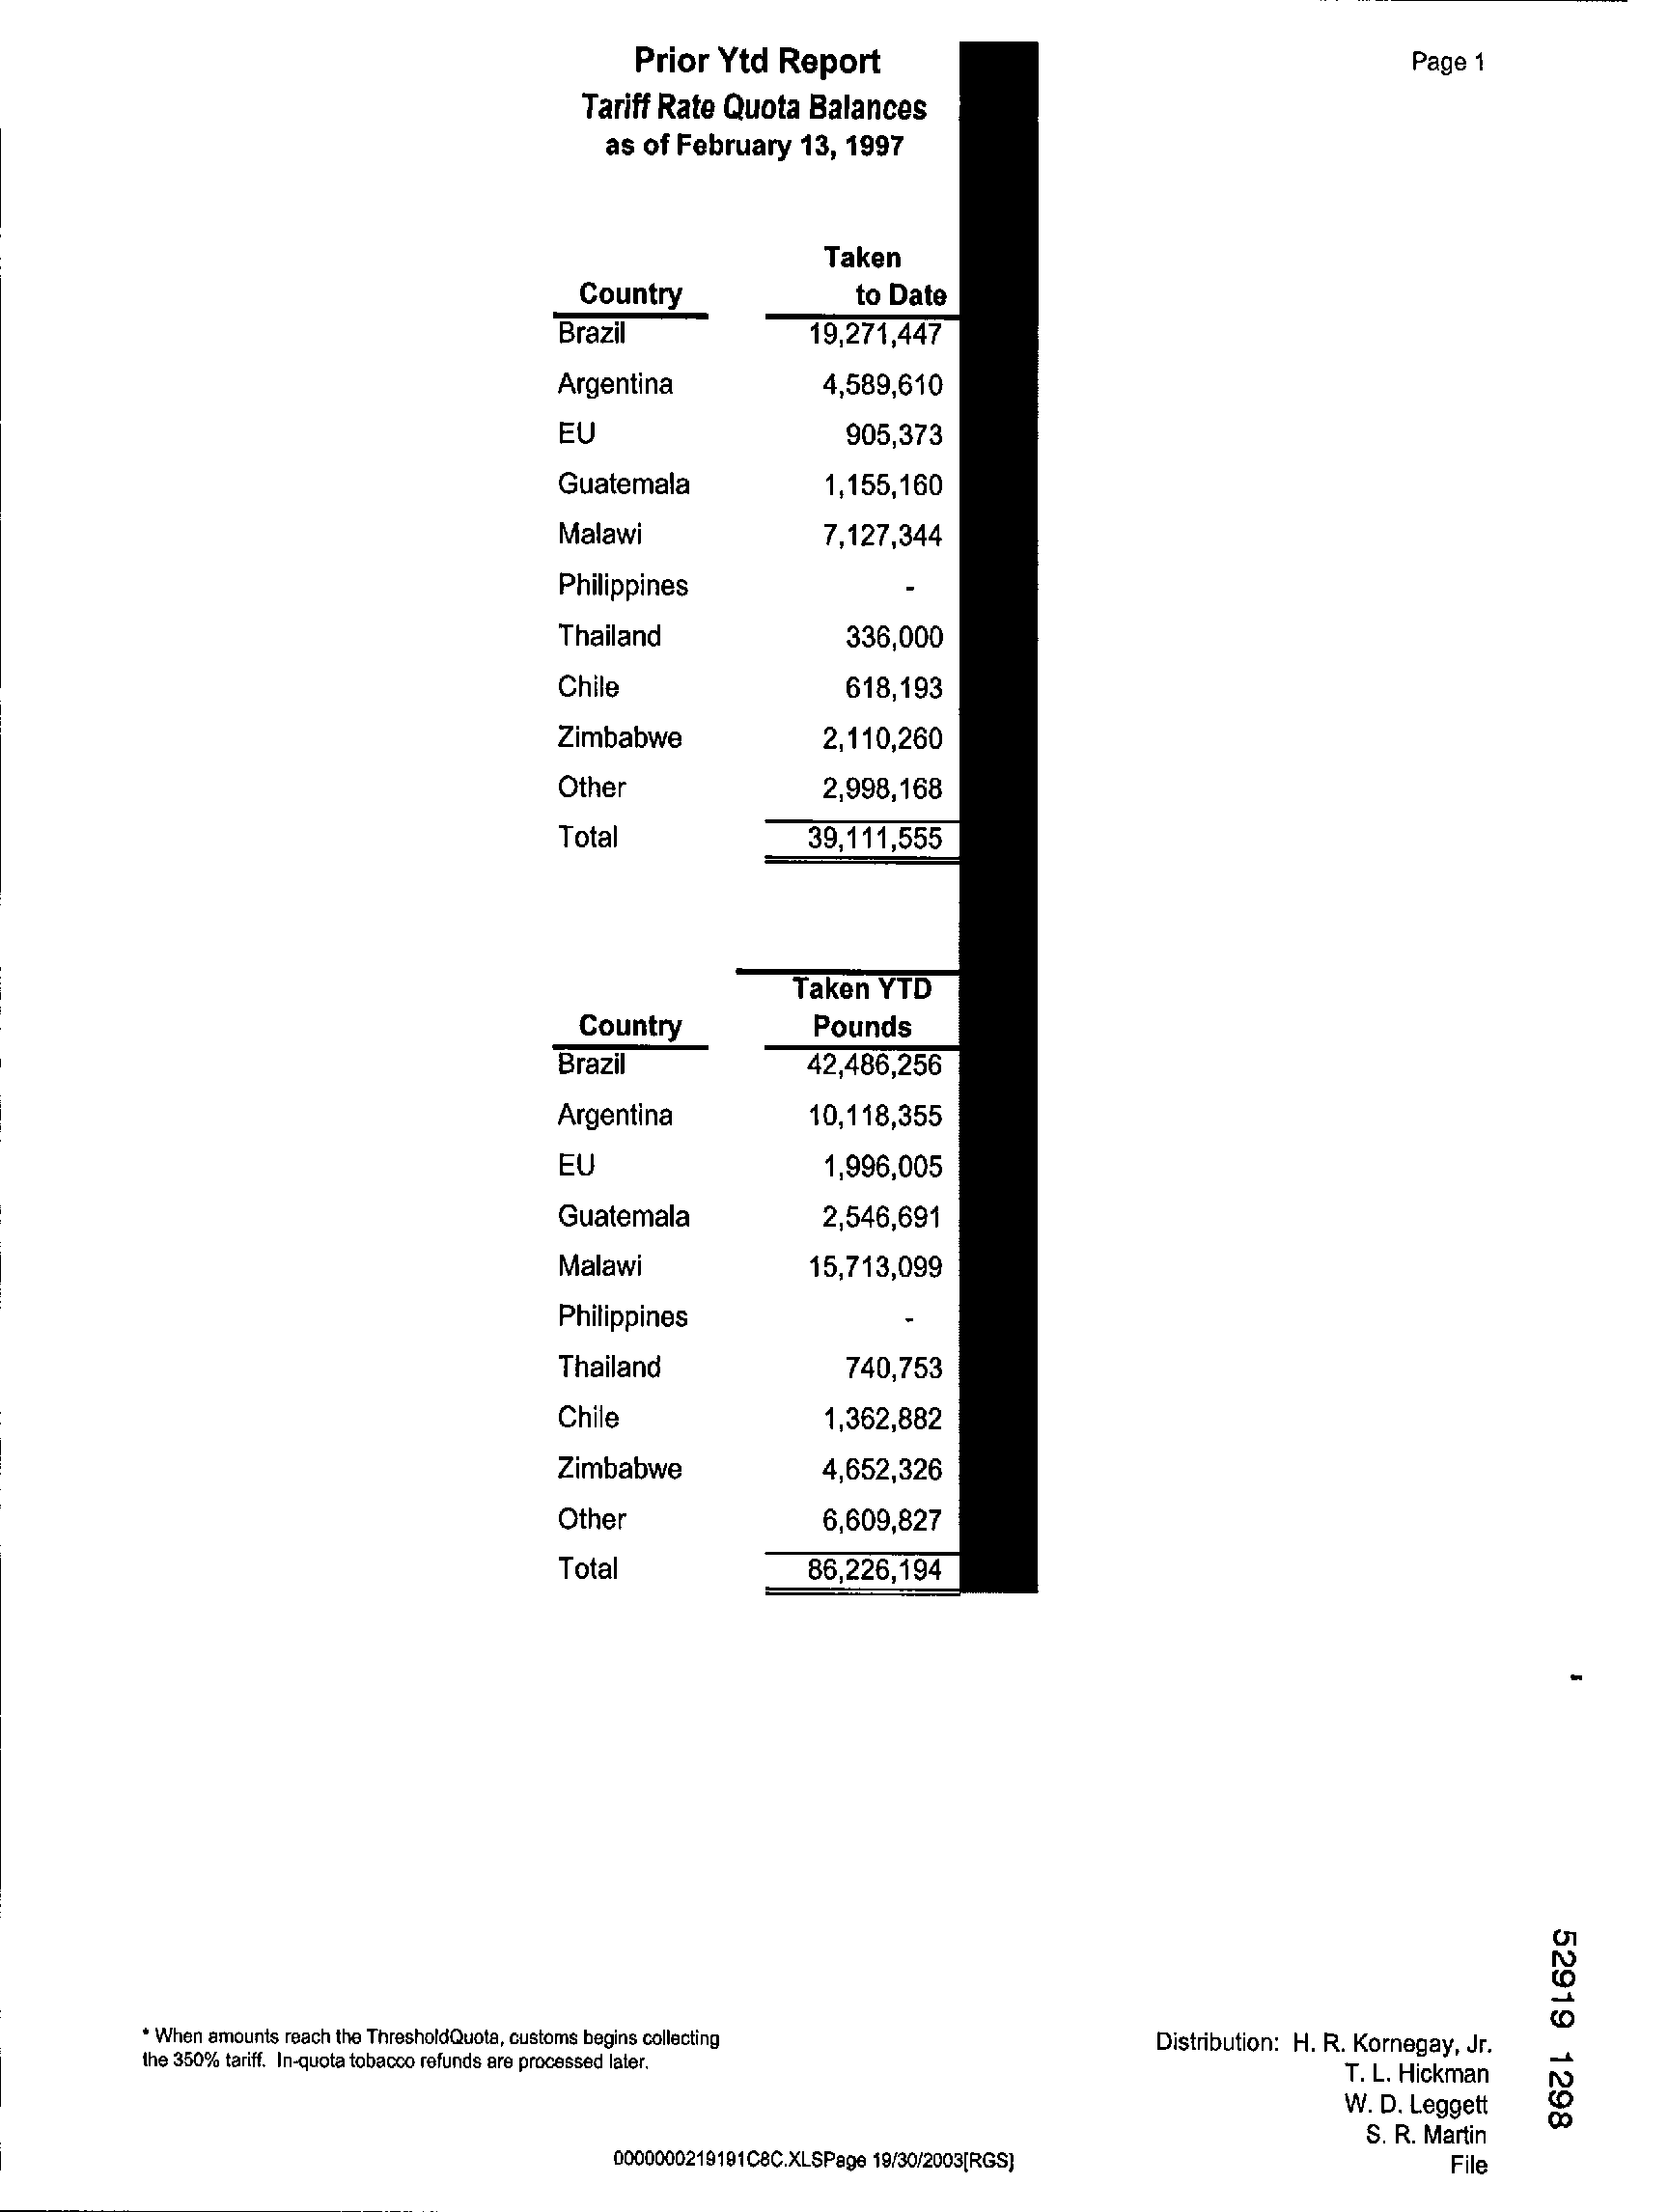 Prior Ytd Report
Page 1
Tariff Rate Quota Balances
as of February 13, 1997
Taken
Country to Date
Brazil 19,271,447
Argentina 4,589,610
EU 905,373
Guatemala 1,155,160
Malawi 7,127,344
Philippines -
Thailand 336,000
Chile 618,193
Zimbabwe 2,110,260
Other 2,998,168
Total 39,111,555
Taken YTD
Country Pounds
Brazil 42,486,256
Argentina 10,118,355
EU 1,996,005
Guatemala 2,546,691
Malawi 15,713,099
Philippines -
Thailand 740,753
Chile 1,362,882
Zimbabwe 4,652,326
Other 6,609,827
Total 86,226,194
* When amounts reach the ThresholdQuota, customs begins collecting
the 350% tariff. In-quota tobacco refunds are processed later.
Distribution: H. R. Kornegay, Jr.
T. L. Hickman
W. D. Leggett
S. R. Martin
File
0000000219191C8C.XLSPage 19/30/2003[RGS]
52919 1298